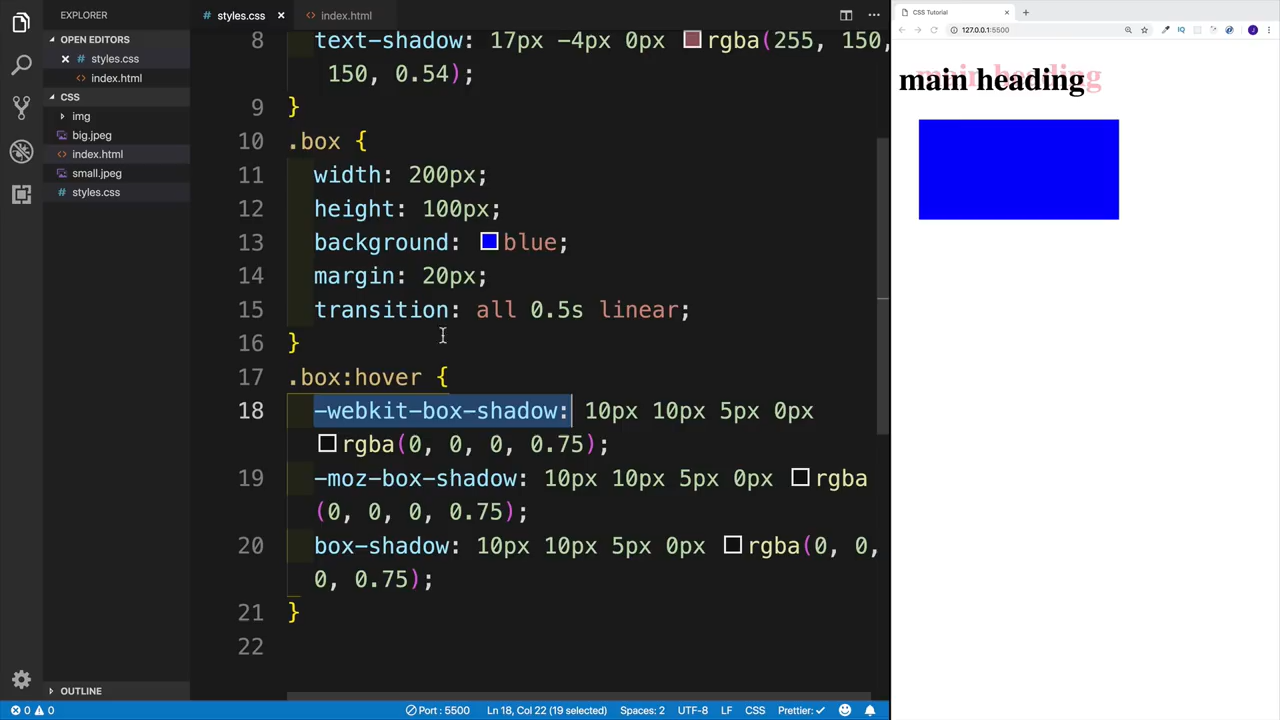 EXPLORER
OPEN EDITORS
styles.css
index.html
CSS
img
big.jpeg
index.html
small.jpeg
styles.css
OUTLINE
styles.css
index.html
8 text-shadow: 17px -4px 0px rgba(255, 150,
150, 0.54);
9 }
10 .box {
11 width: 200px;
12 height: 100px;
13 background: blue;
14 margin: 20px;
15 transition: all 0.5s linear;
16 }
17 .box:hover {
18 -webkit-box-shadow: 10px 10px 5px 0px
rgba(0, 0, 0, 0.75);
19 -moz-box-shadow: 10px 10px 5px 0px rgba
(0, 0, 0, 0.75);
20 box-shadow: 10px 10px 5px 0px rgba(0, 0,
0, 0.75);
21 }
22
0 0
Port : 5500
Ln 18, Col 22 (19 selected)
Spaces: 2
UTF-8
LF
CSS
Prettier: ✓
CSS Tutorial
127.0.0.1:5500
IQ
J
main heading
main heading